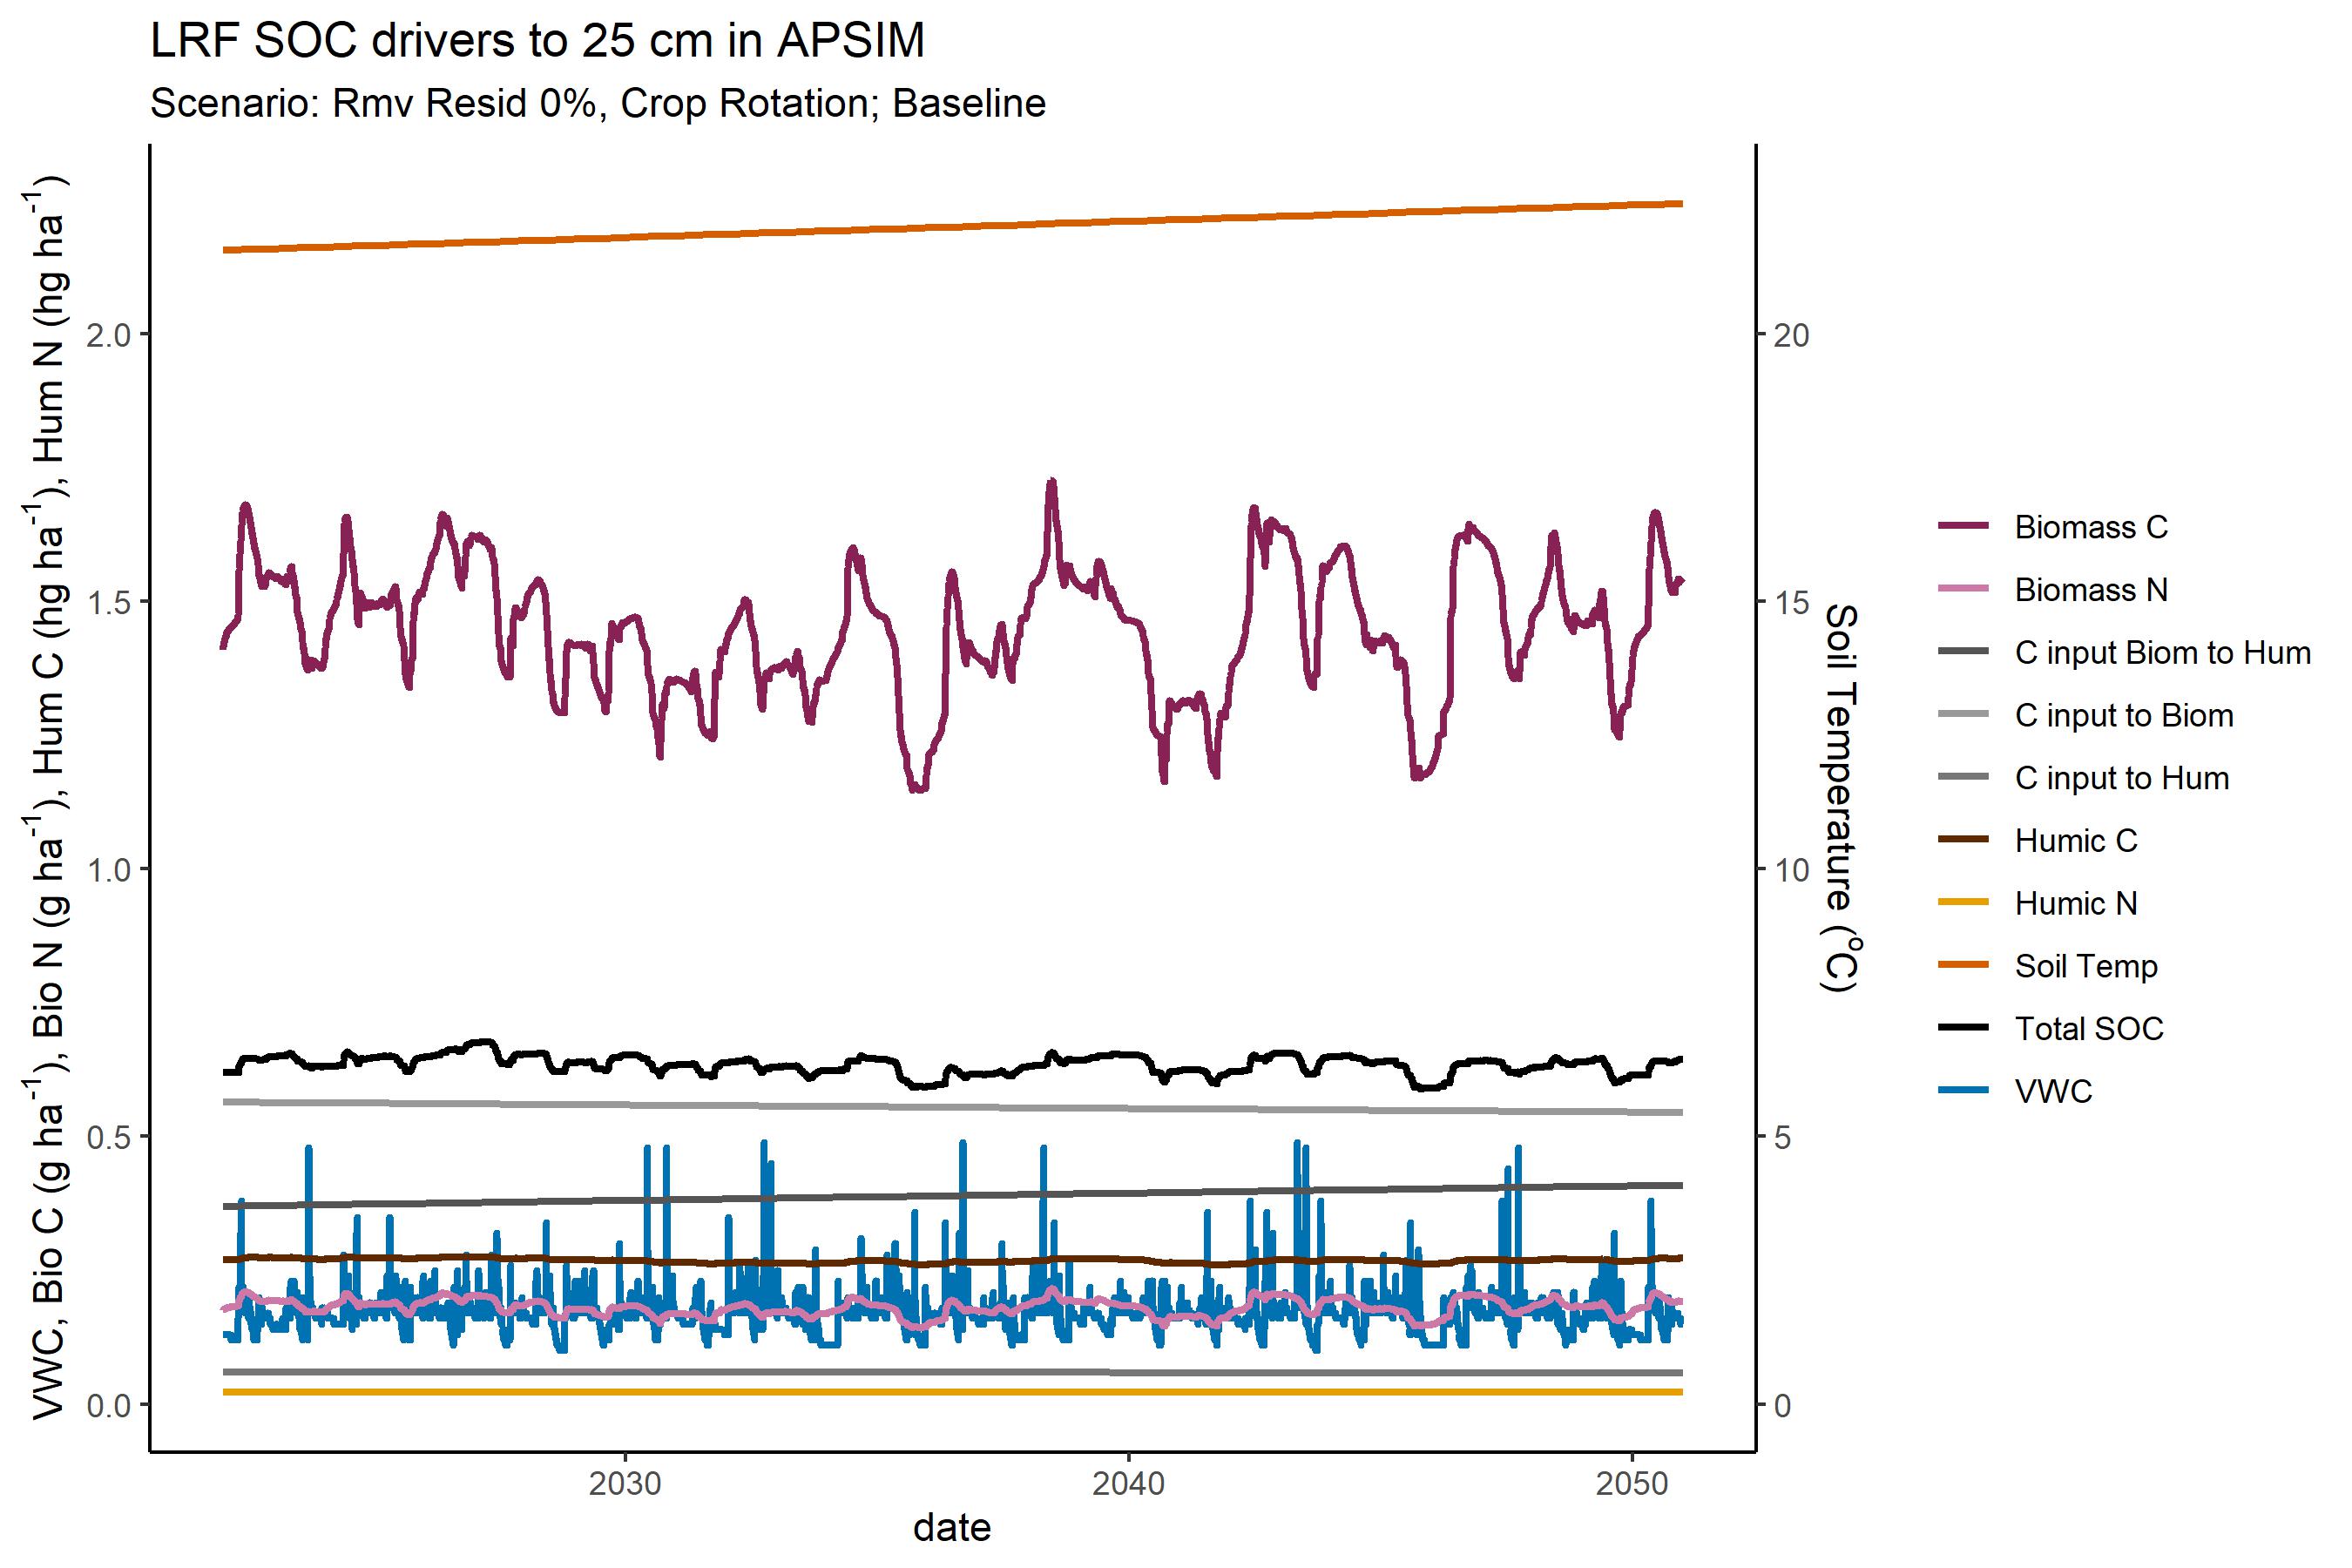 LRF SOC drivers to 25 cm in APSIM
Scenario: Rmv Resid 0%, Crop Rotation; Baseline
VWC, Bio C (g ha⁻¹), Bio N (g ha⁻¹), Hum C (hg ha⁻¹), Hum N (hg ha⁻¹)
2.0
1.5
1.0
0.5
0.0
20
15
10
5
0
Soil Temperature (°C)
2030
2040
2050
date
Biomass C
Biomass N
C input Biom to Hum
C input to Biom
C input to Hum
Humic C
Humic N
Soil Temp
Total SOC
VWC